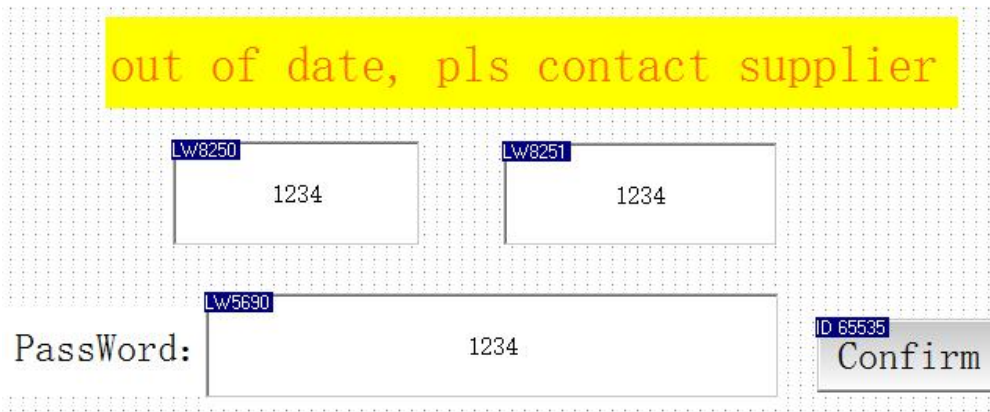 out of date, pls contact supplier
LW8250 LW8251
1234 1234
LW5690
PassWord: 1234
ID 65535
Confirm